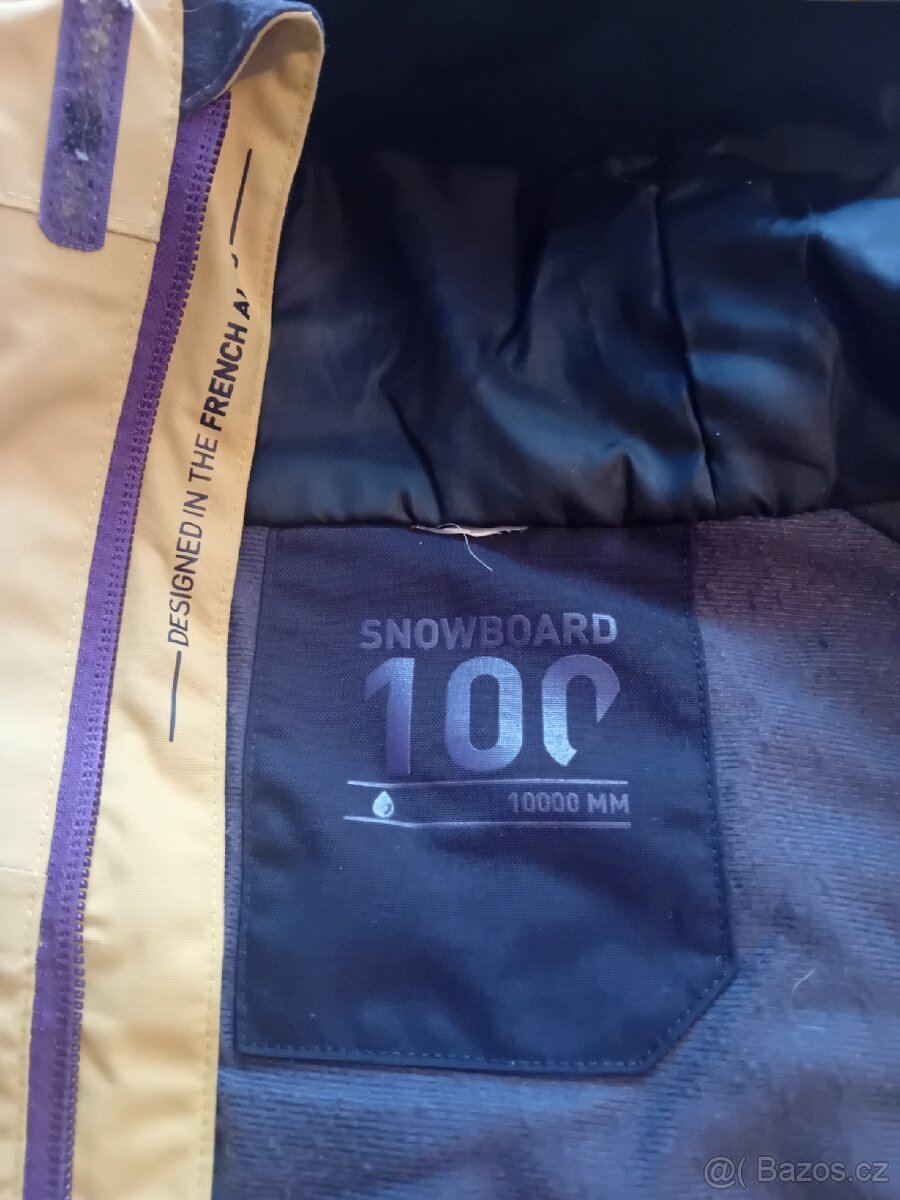 DESIGNED IN THE FRENCH
SNOWBOARD
100
10000 MM
@( Bazos.cz